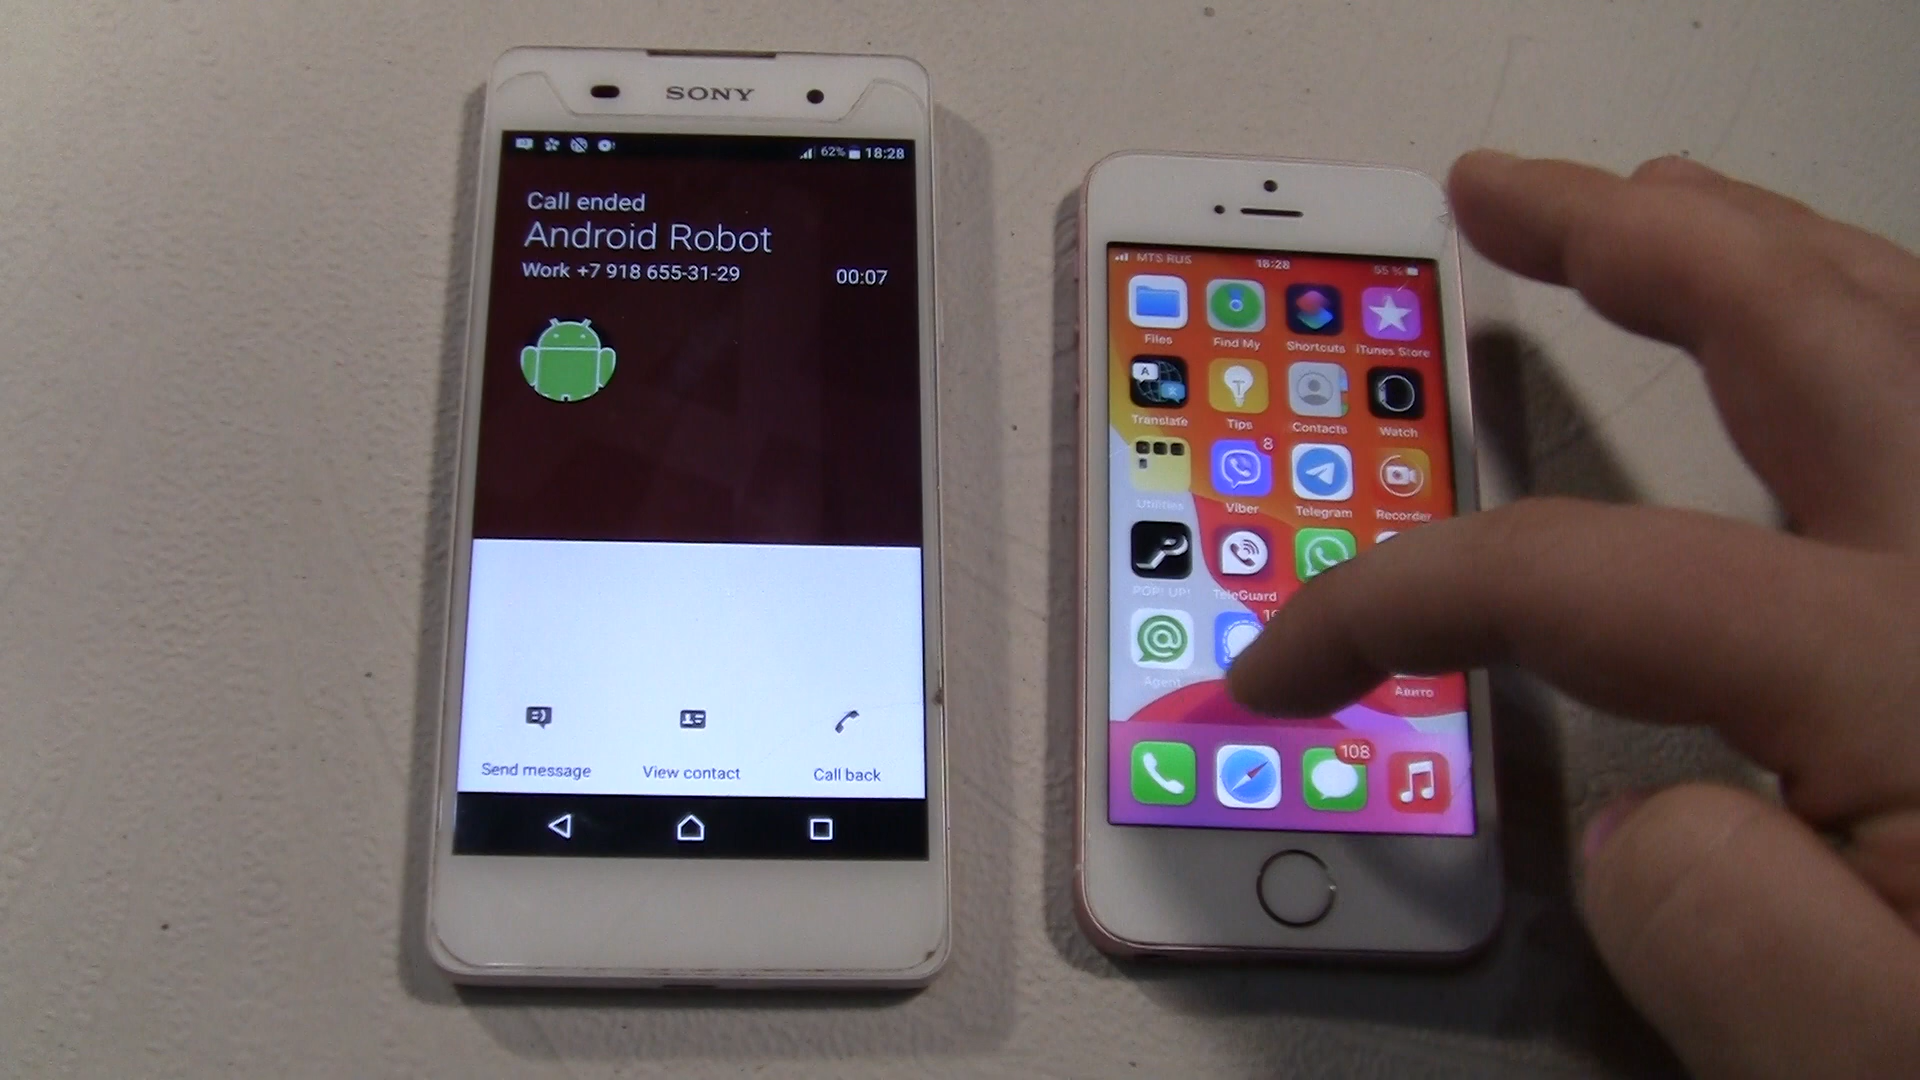 SONY
62% 18:28
Call ended
Android Robot
Work +7 918 655-31-29
00:07
Send message
View contact
Call back
MTS RUS
18:28
Files
Find My
Shortcuts
iTunes Store
Translate
Tips
Contacts
Watch
8
Utilities
Viber
Telegram
Recorder
POP! UP!
TeleGuard
Agent
Авито
108